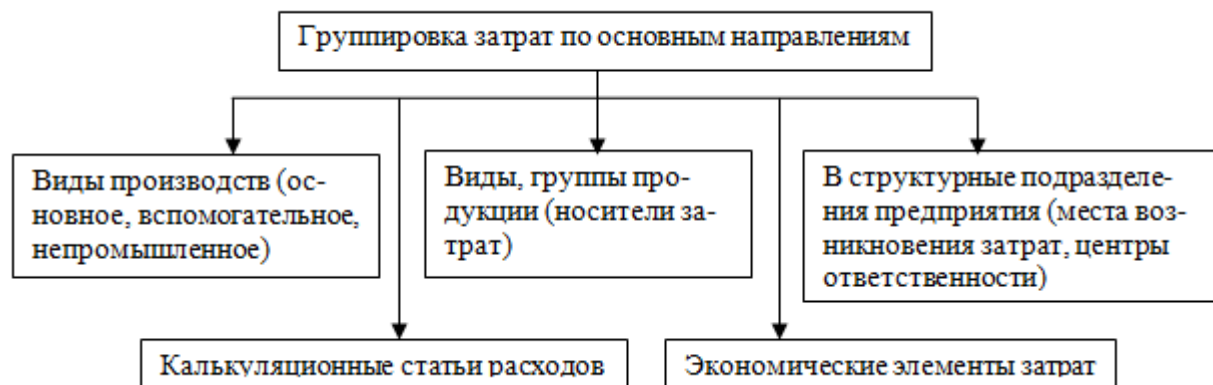 Группировка затрат по основным направлениям
Виды производств (ос-
новное, вспомогательное,
непромышленное)
Виды, группы про-
дукции (носители за-
трат)
В структурные подразделе-
ния предприятия (места воз-
никновения затрат, центры
ответственности)
Калькуляционные статьи расходов
Экономические элементы затрат